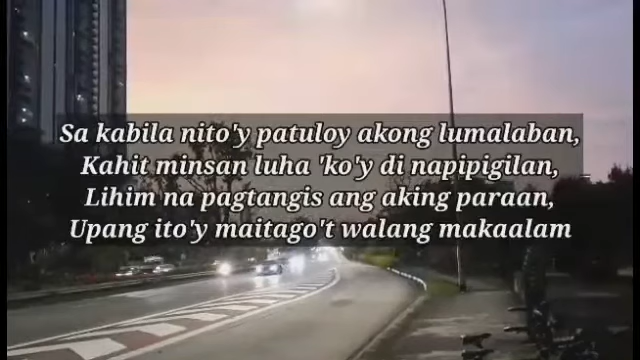 Sa kabila nito'y patuloy akong lumalaban,
Kahit minsan luha 'ko'y di napipigilan,
Lihim na pagtangis ang aking paraan,
Upang ito'y maitago't walang makaalam